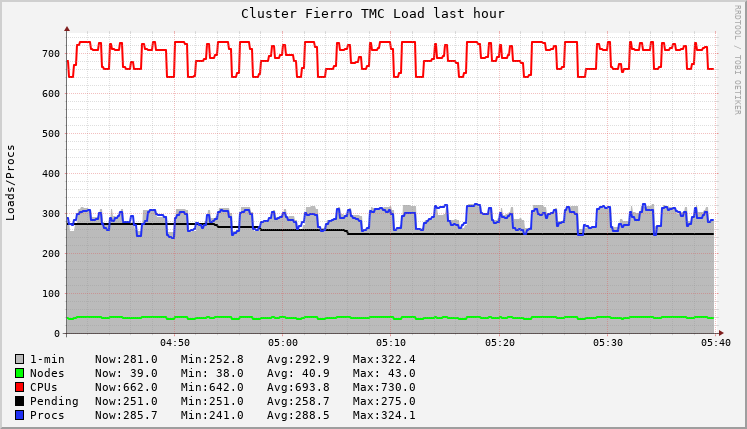 Cluster Fierro TMC Load last hour
RRDTOOL / TOBI OETIKER
Loads/Procs
700
600
500
400
300
200
100
0
04:50 05:00 05:10 05:20 05:30 05:40
1-min Now:281.0 Min:252.8 Avg:292.9 Max:322.4
Nodes Now: 39.0 Min: 38.0 Avg: 40.9 Max: 43.0
CPUs Now:662.0 Min:642.0 Avg:693.8 Max:730.0
Pending Now:251.0 Min:251.0 Avg:258.7 Max:275.0
Procs Now:285.7 Min:241.0 Avg:288.5 Max:324.1